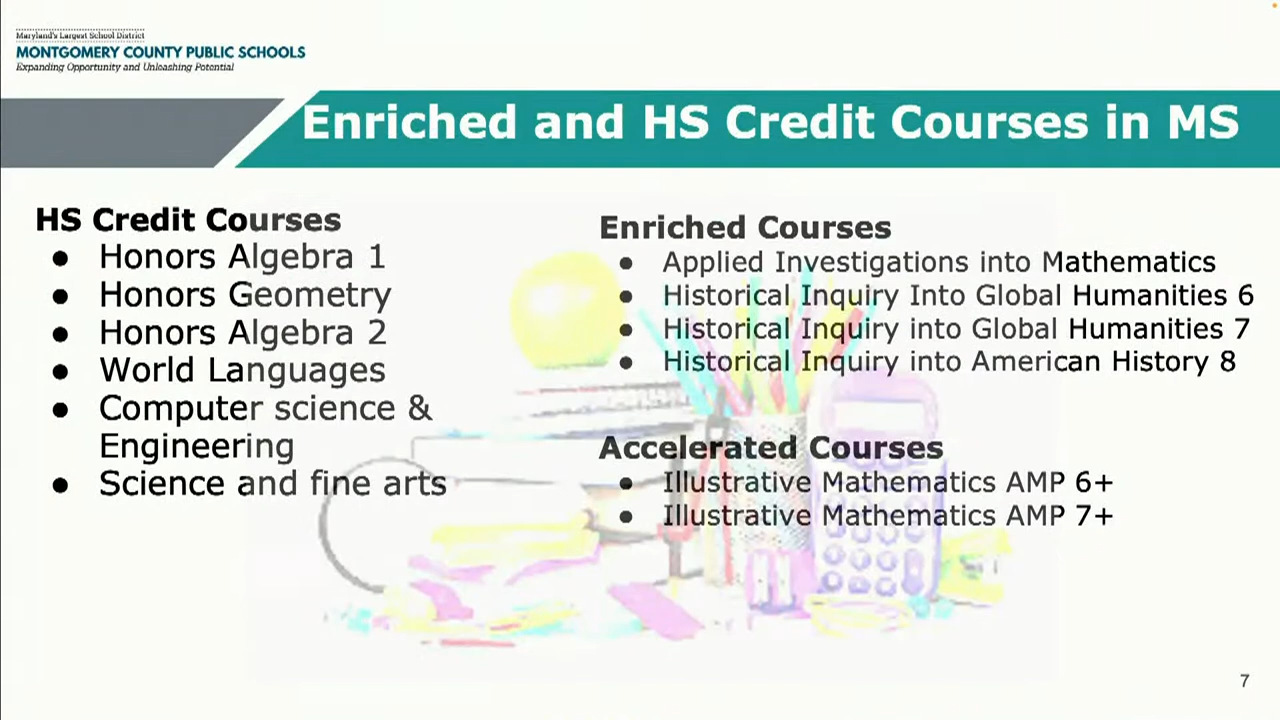 Maryland's Largest School District
MONTGOMERY COUNTY PUBLIC SCHOOLS
Expanding Opportunity and Unleashing Potential
Enriched and HS Credit Courses in MS
HS Credit Courses
● Honors Algebra 1
● Honors Geometry
● Honors Algebra 2
● World Languages
● Computer science &
Engineering
● Science and fine arts
Enriched Courses
● Applied Investigations into Mathematics
● Historical Inquiry Into Global Humanities 6
● Historical Inquiry into Global Humanities 7
● Historical Inquiry into American History 8
Accelerated Courses
● Illustrative Mathematics AMP 6+
● Illustrative Mathematics AMP 7+
7